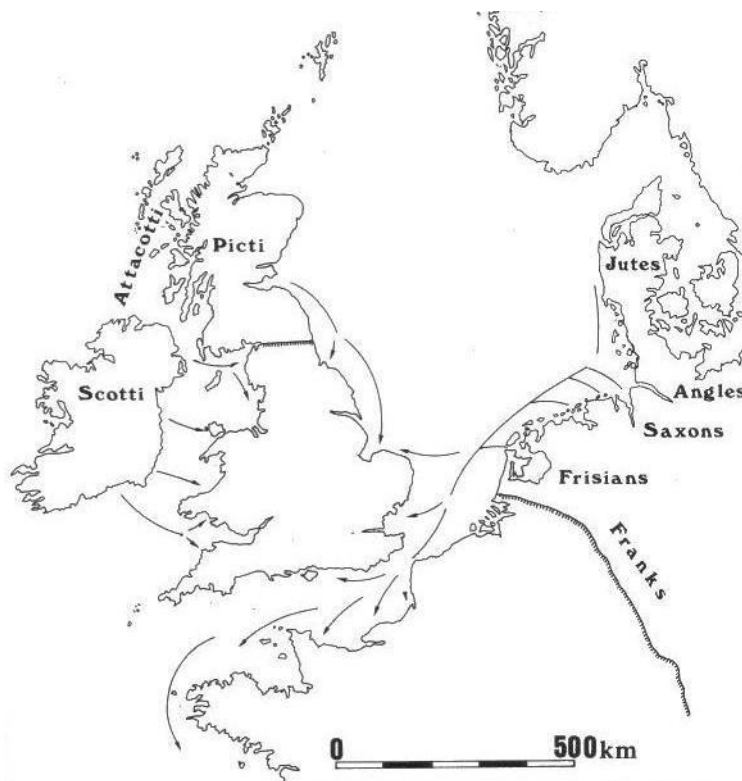 Attacotti
Picti
Jutes
Scotti
Angles
Saxons
Frisians
Franks
0 500km